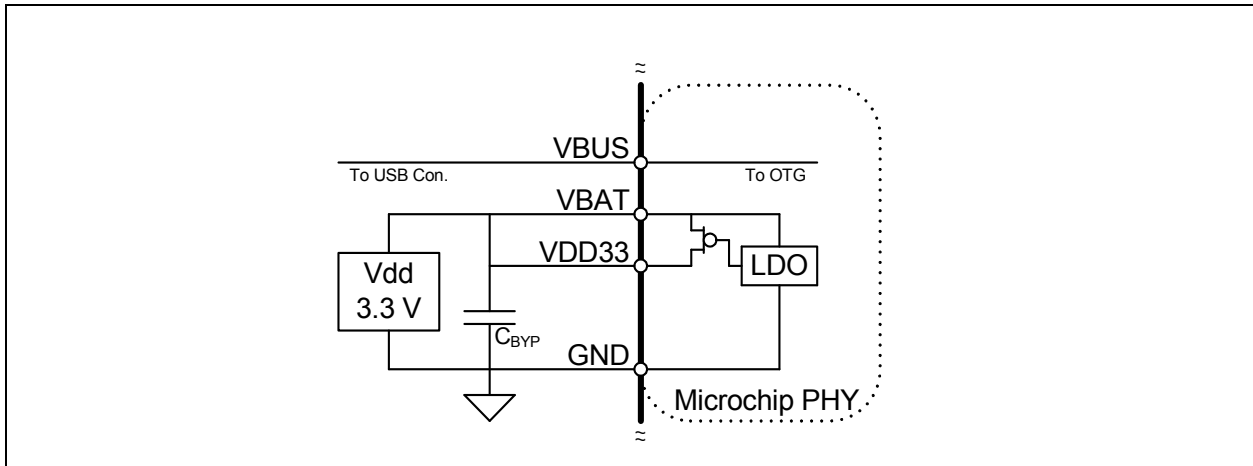 VBUS
To USB Con.
To OTG
VBAT
VDD33
LDO
Vdd
3.3 V
CBYP
GND
Microchip PHY